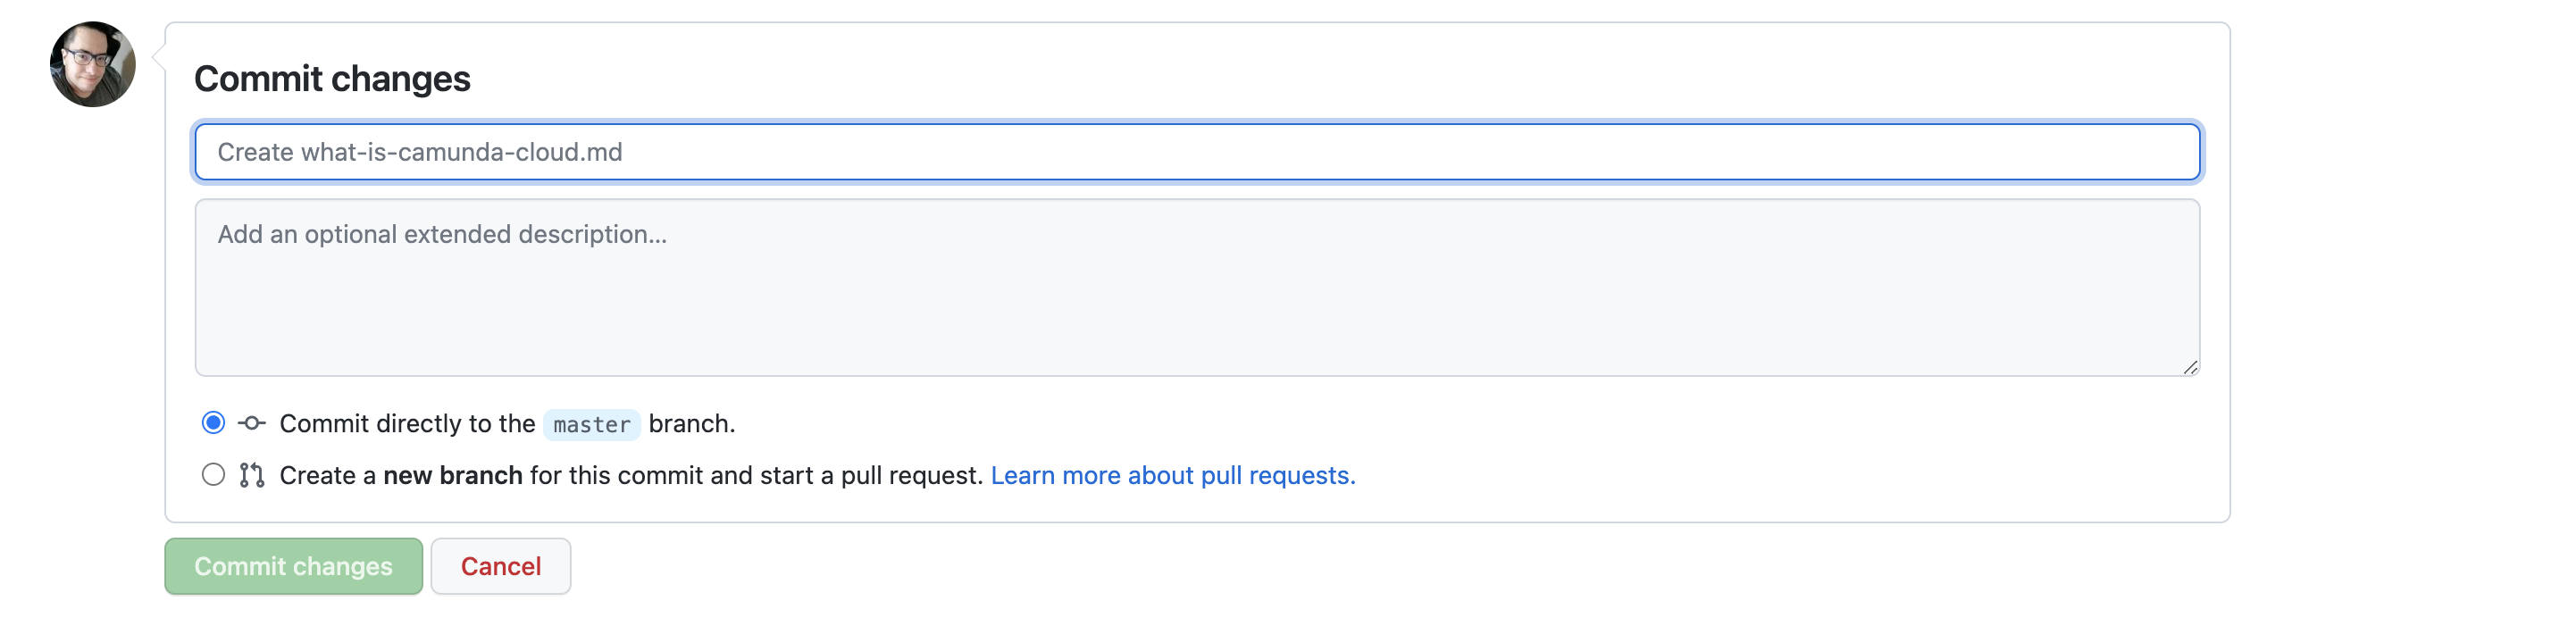 Commit changes
Create what-is-camunda-cloud.md
Add an optional extended description...
Commit directly to the master branch.
Create a new branch for this commit and start a pull request. Learn more about pull requests.
Commit changes Cancel